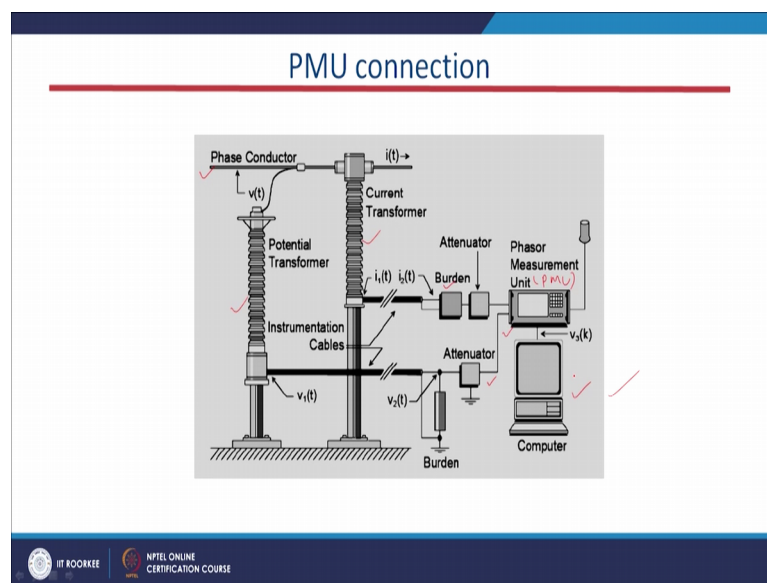 PMU connection
Phase Conductor
i(t)→
v(t)
Current
Transformer
Potential
Transformer
Attenuator
Phasor
Measurement
Unit (PMU)
i₁(t) i₂(t)
Burden
Instrumentation
Cables
v₃(k)
Attenuator
v₁(t)
v₂(t)
Computer
Burden
IIT ROORKEE
NPTEL ONLINE
CERTIFICATION COURSE